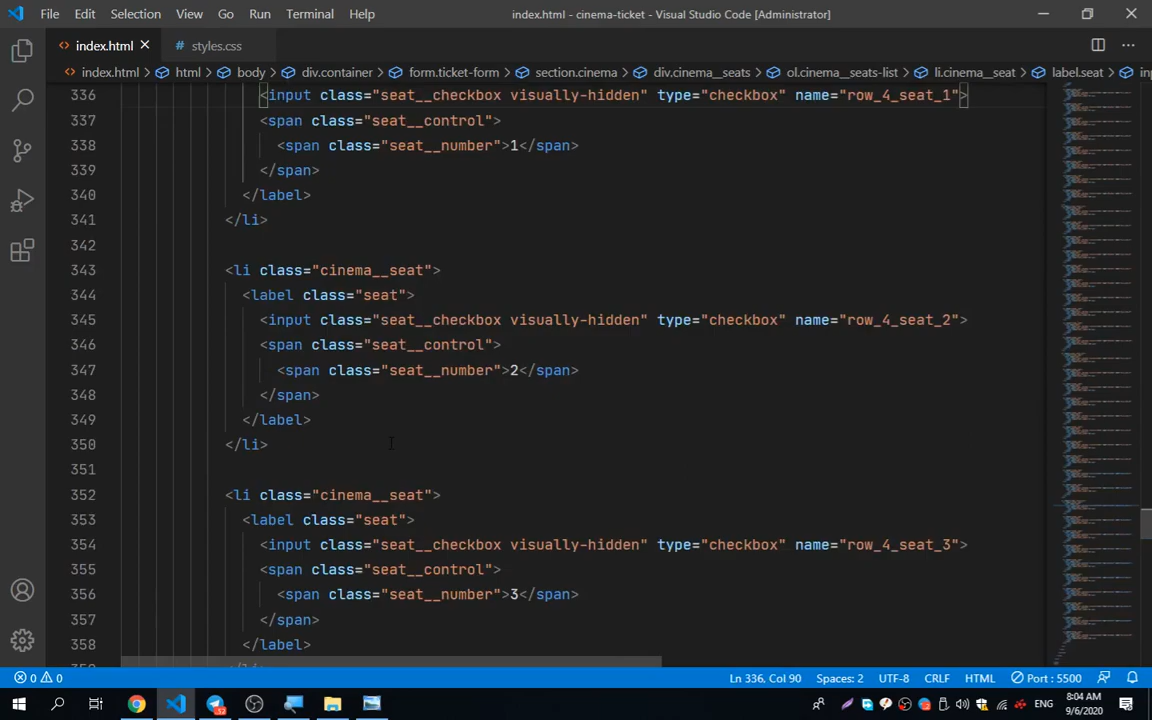 File Edit Selection View Go Run Terminal Help index.html - cinema-ticket - Visual Studio Code [Administrator]
<> index.html # styles.css
<> index.html > html > body > div.container > form.ticket-form > section.cinema > div.cinema__seats > ol.cinema__seats-list > li.cinema__seat > label.seat >
336 <input class="seat__checkbox visually-hidden" type="checkbox" name="row_4_seat_1">
337 <span class="seat__control">
338 <span class="seat__number">1</span>
339 </span>
340 </label>
341 </li>
342
343 <li class="cinema__seat">
344 <label class="seat">
345 <input class="seat__checkbox visually-hidden" type="checkbox" name="row_4_seat_2">
346 <span class="seat__control">
347 <span class="seat__number">2</span>
348 </span>
349 </label>
350 </li>
351
352 <li class="cinema__seat">
353 <label class="seat">
354 <input class="seat__checkbox visually-hidden" type="checkbox" name="row_4_seat_3">
355 <span class="seat__control">
356 <span class="seat__number">3</span>
357 </span>
358 </label>
0 0 Ln 336, Col 90 Spaces: 2 UTF-8 CRLF HTML Port : 5500
ENG 8:04 AM
9/6/2020